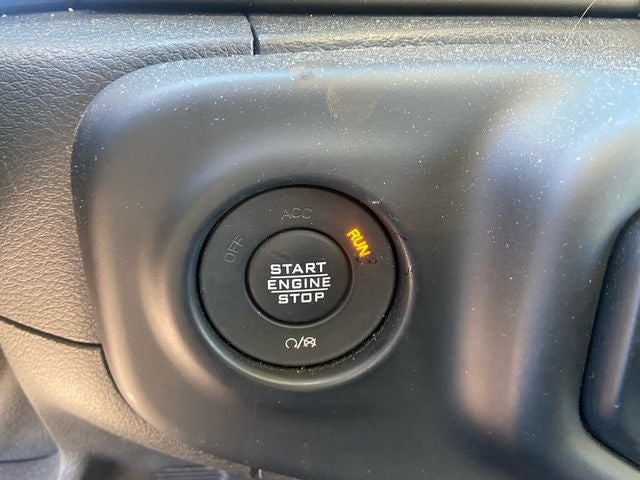 OFF
ACC
RUN
START
ENGINE
STOP